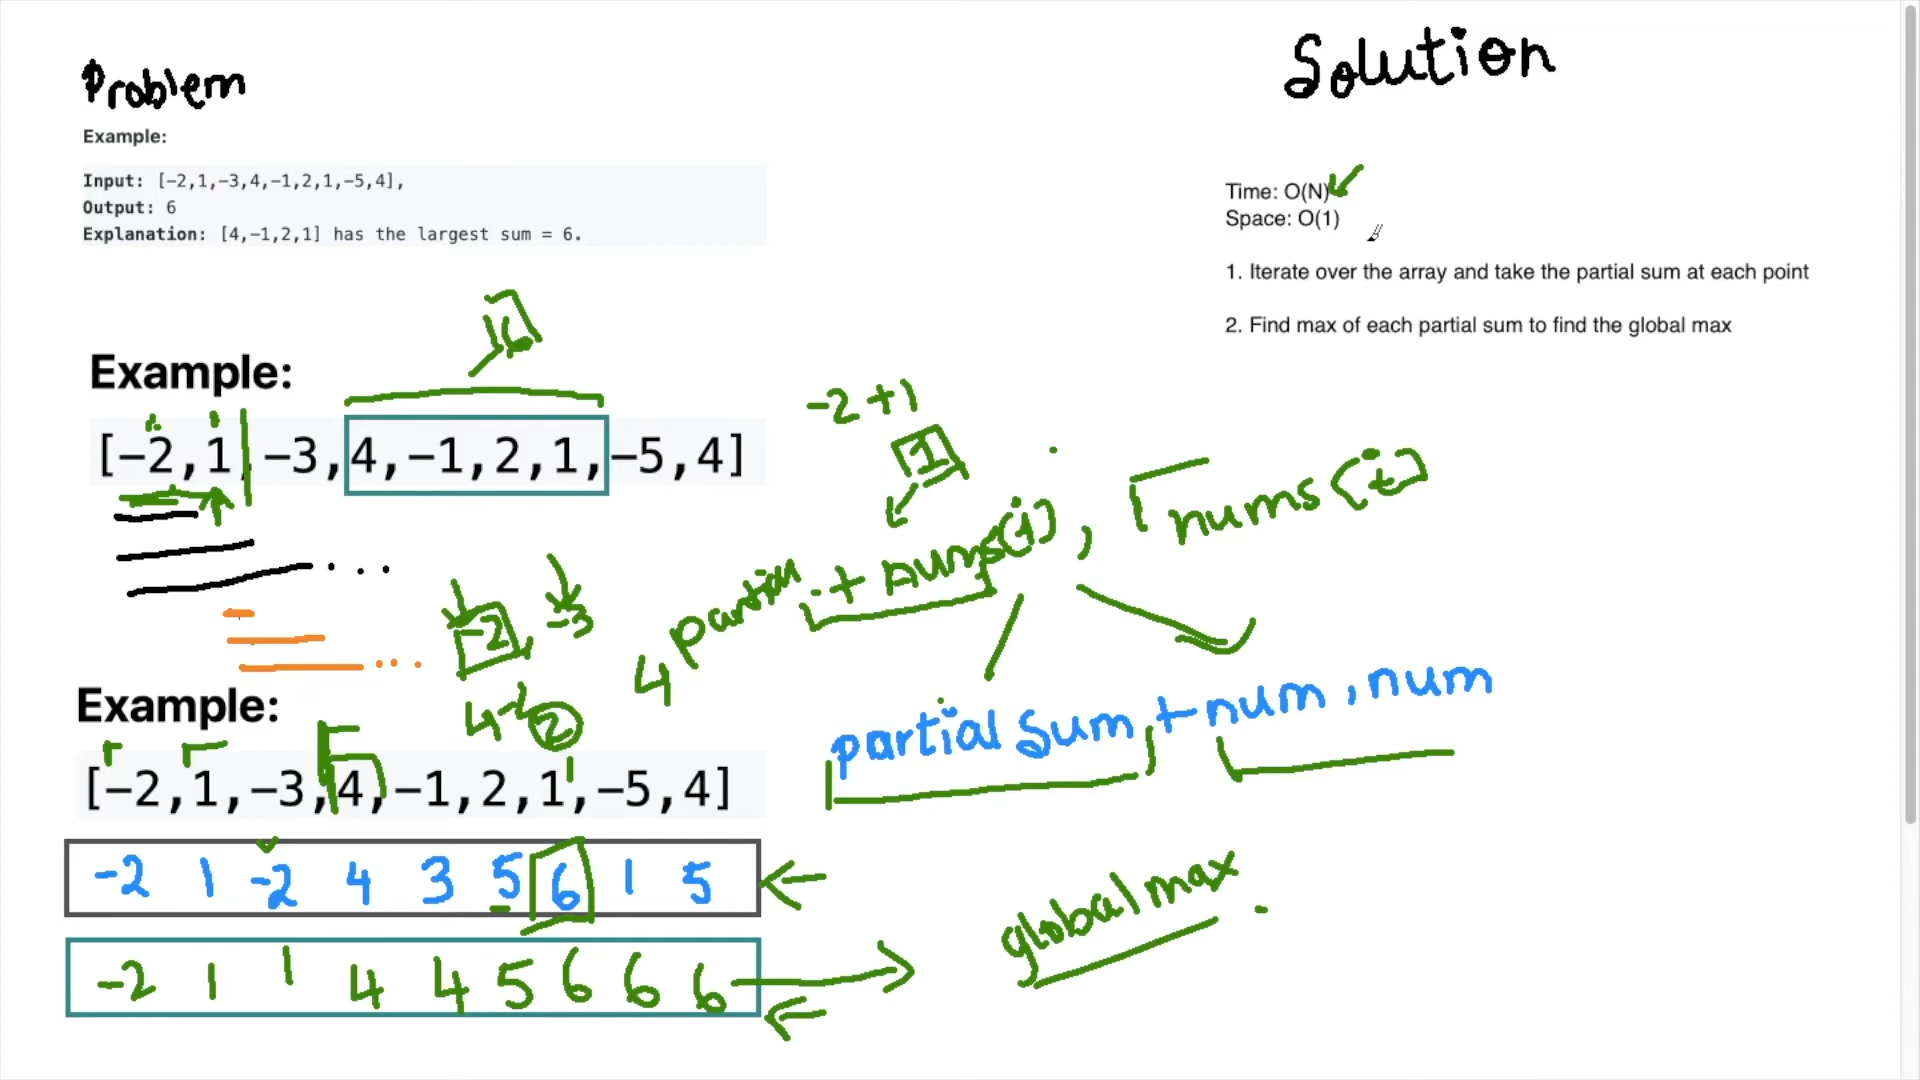 Problem
Solution
Example:
Input: [-2,1,-3,4,-1,2,1,-5,4],
Output: 6
Explanation: [4,-1,2,1] has the largest sum = 6.
Time: O(N)
Space: O(1)
1. Iterate over the array and take the partial sum at each point
2. Find max of each partial sum to find the global max
6
Example:
[-2,1,-3,4,-1,2,1,-5,4]
-2+1
1
+ nums[i], nums[i]
-2, -3
4
4-2
2
partialSum + num, num
Example:
[-2,1,-3,4,-1,2,1,-5,4]
-2 1 -2 4 3 5 6 1 5
global max
-2 1 1 4 4 5 6 6 6